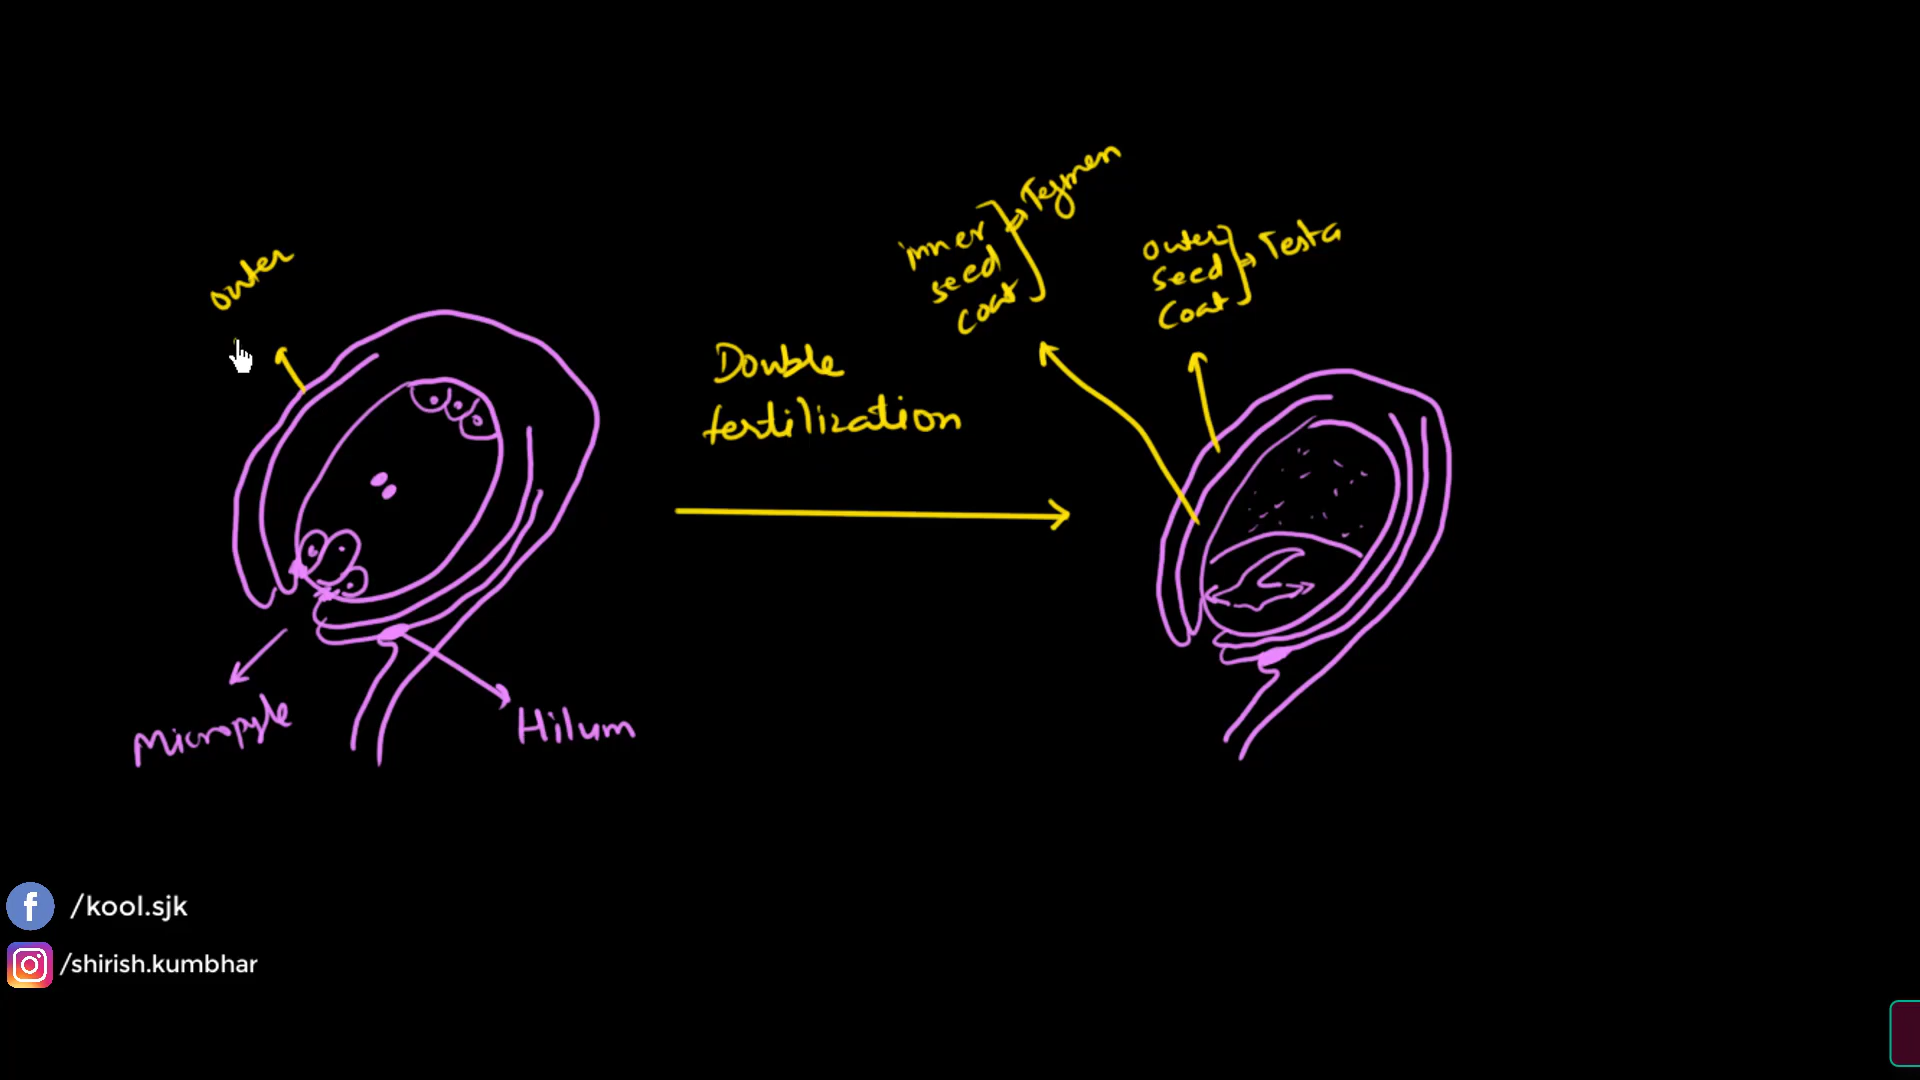 outer
inner
seed
coat
Tegmen
outer
seed
coat
Testa
Double
fertilization
Micropyle
Hilum
/kool.sjk
/shirish.kumbhar